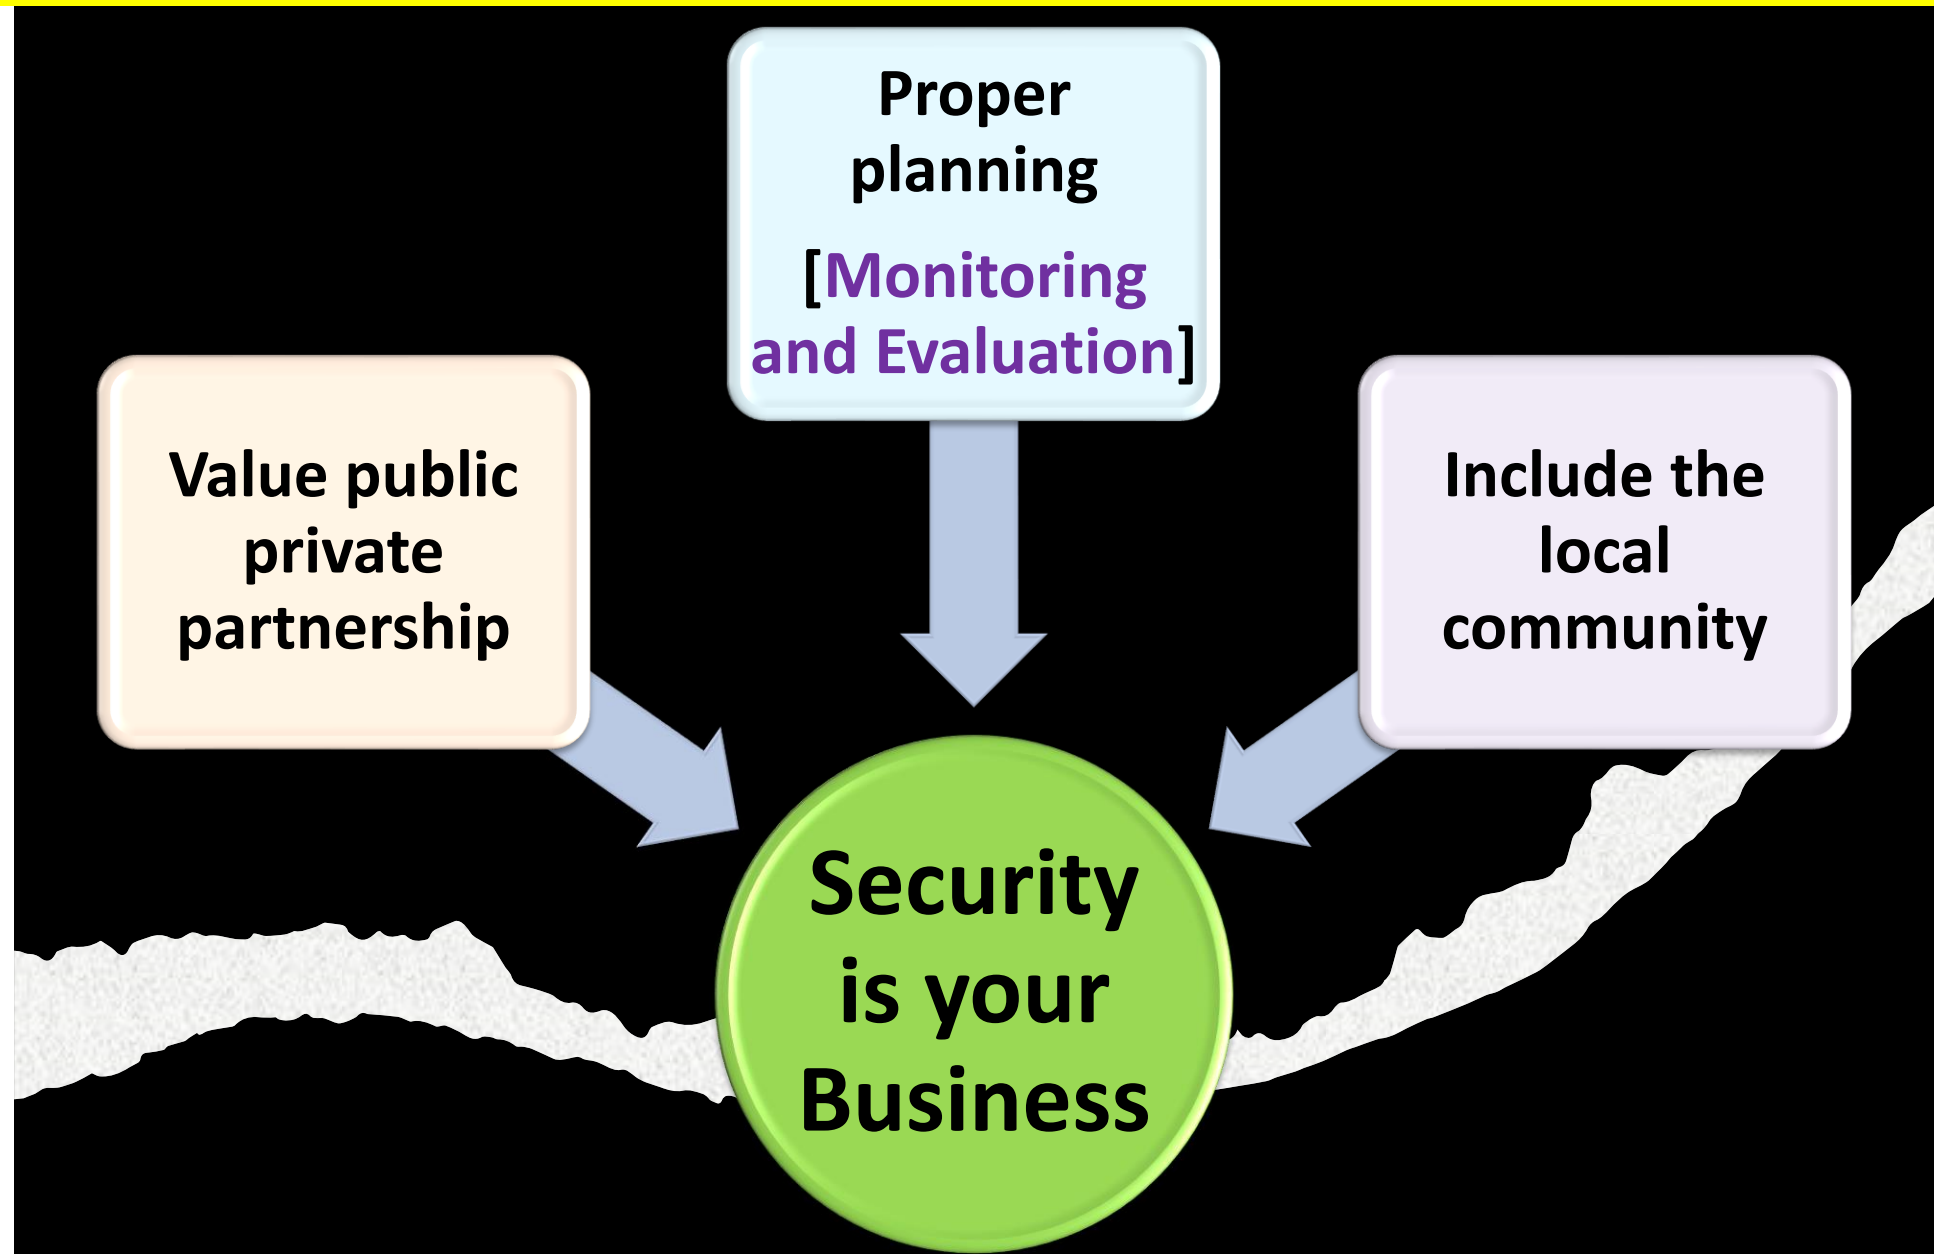 Proper
planning
[Monitoring
and Evaluation]
Value public
private
partnership
Include the
local
community
Security
is your
Business